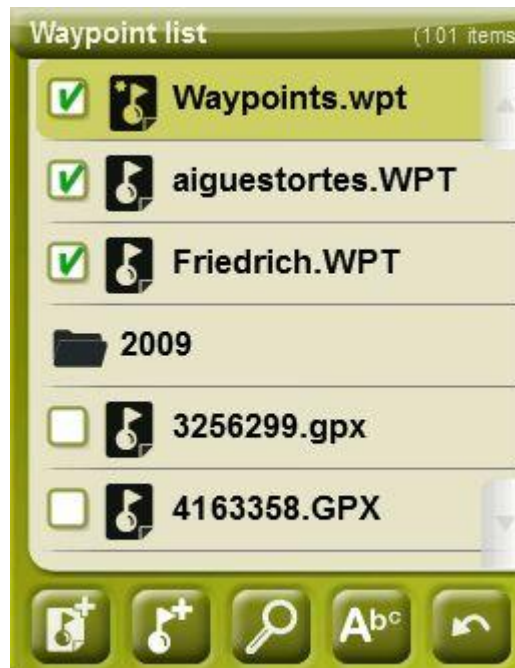 Waypoint list
(101 items
Waypoints.wpt
aiguestortes.WPT
Friedrich.WPT
2009
3256299.gpx
4163358.GPX
Abc